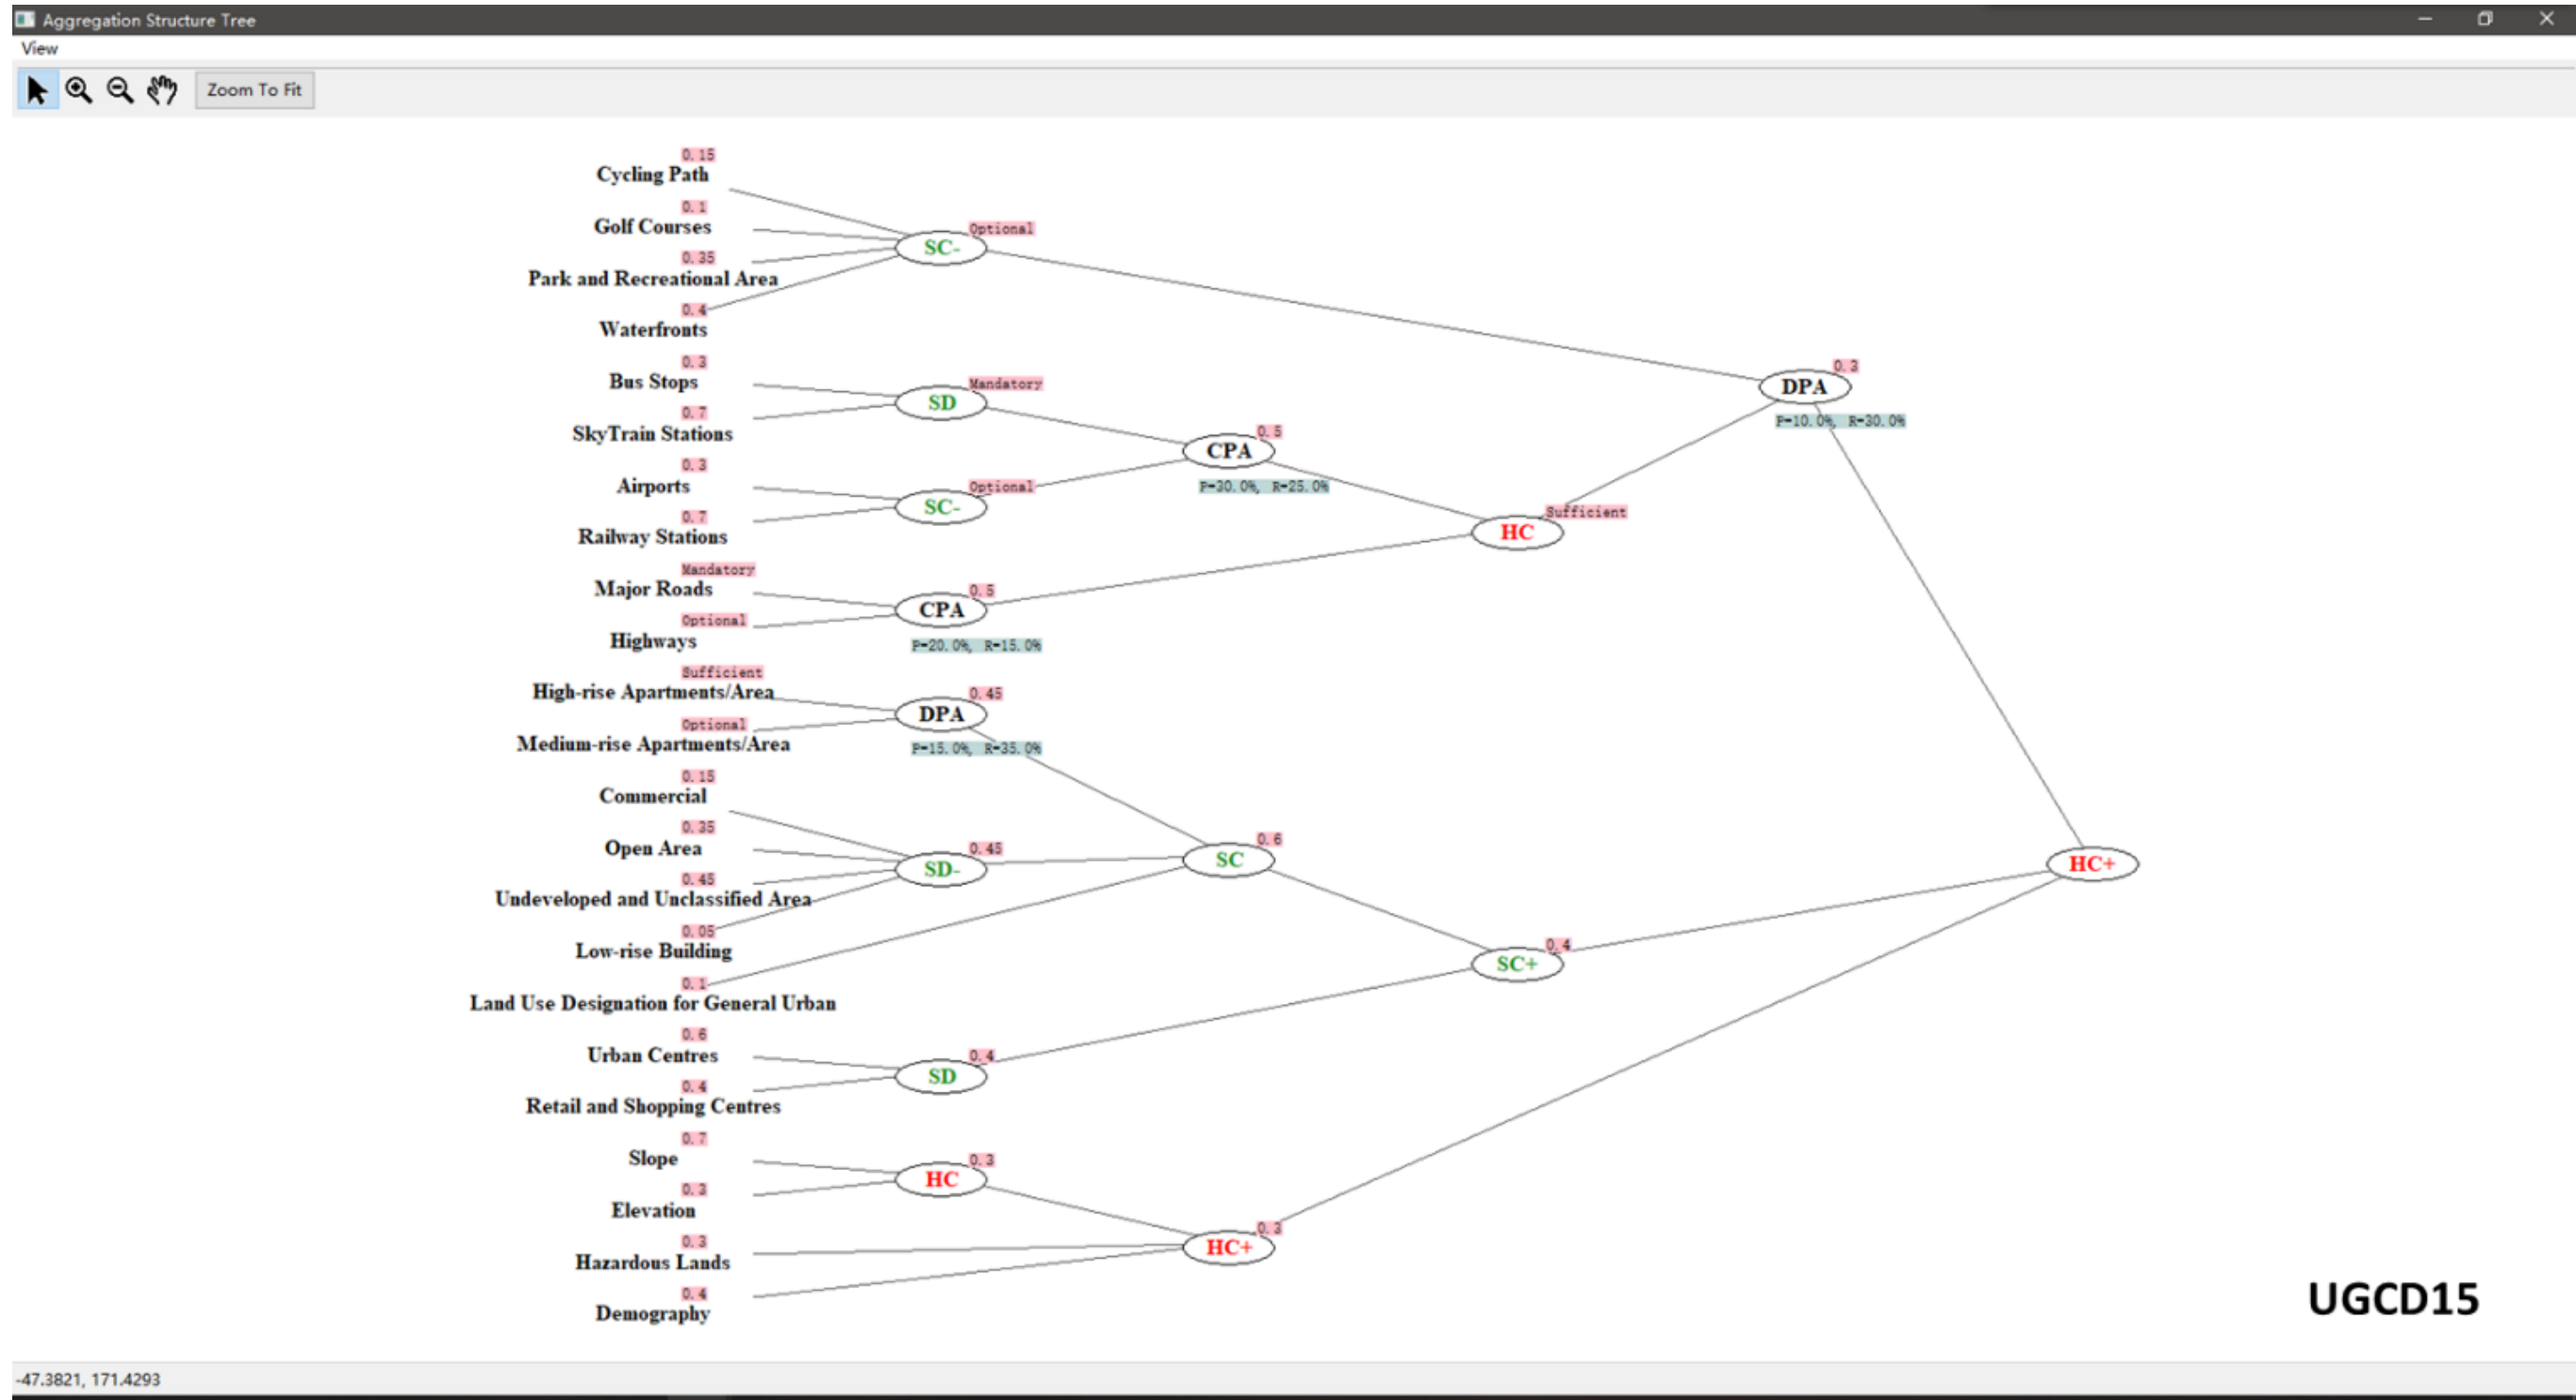 Aggregation Structure Tree
View
Zoom To Fit
0.15
Cycling Path
0.1
Golf Courses
SC-
Optional
0.35
Park and Recreational Area
0.4
Waterfronts
0.3
Bus Stops
SD
Mandatory
0.7
SkyTrain Stations
CPA
0.5
P=30.0%, R=25.0%
0.3
Airports
SC-
Optional
0.7
Railway Stations
HC
Sufficient
DPA
0.3
P=10.0%, R=30.0%
Mandatory
Major Roads
CPA
0.5
P=20.0%, R=15.0%
Optional
Highways
Sufficient
High-rise Apartments/Area
DPA
0.45
P=15.0%, R=35.0%
Optional
Medium-rise Apartments/Area
0.15
Commercial
0.35
Open Area
SD-
0.45
SC
0.6
HC+
0.45
Undeveloped and Unclassified Area
0.05
Low-rise Building
SC+
0.4
0.1
Land Use Designation for General Urban
0.6
Urban Centres
SD
0.4
0.4
Retail and Shopping Centres
0.7
Slope
HC
0.3
0.3
Elevation
0.3
Hazardous Lands
HC+
0.3
0.4
Demography
UGCD15
-47.3821, 171.4293